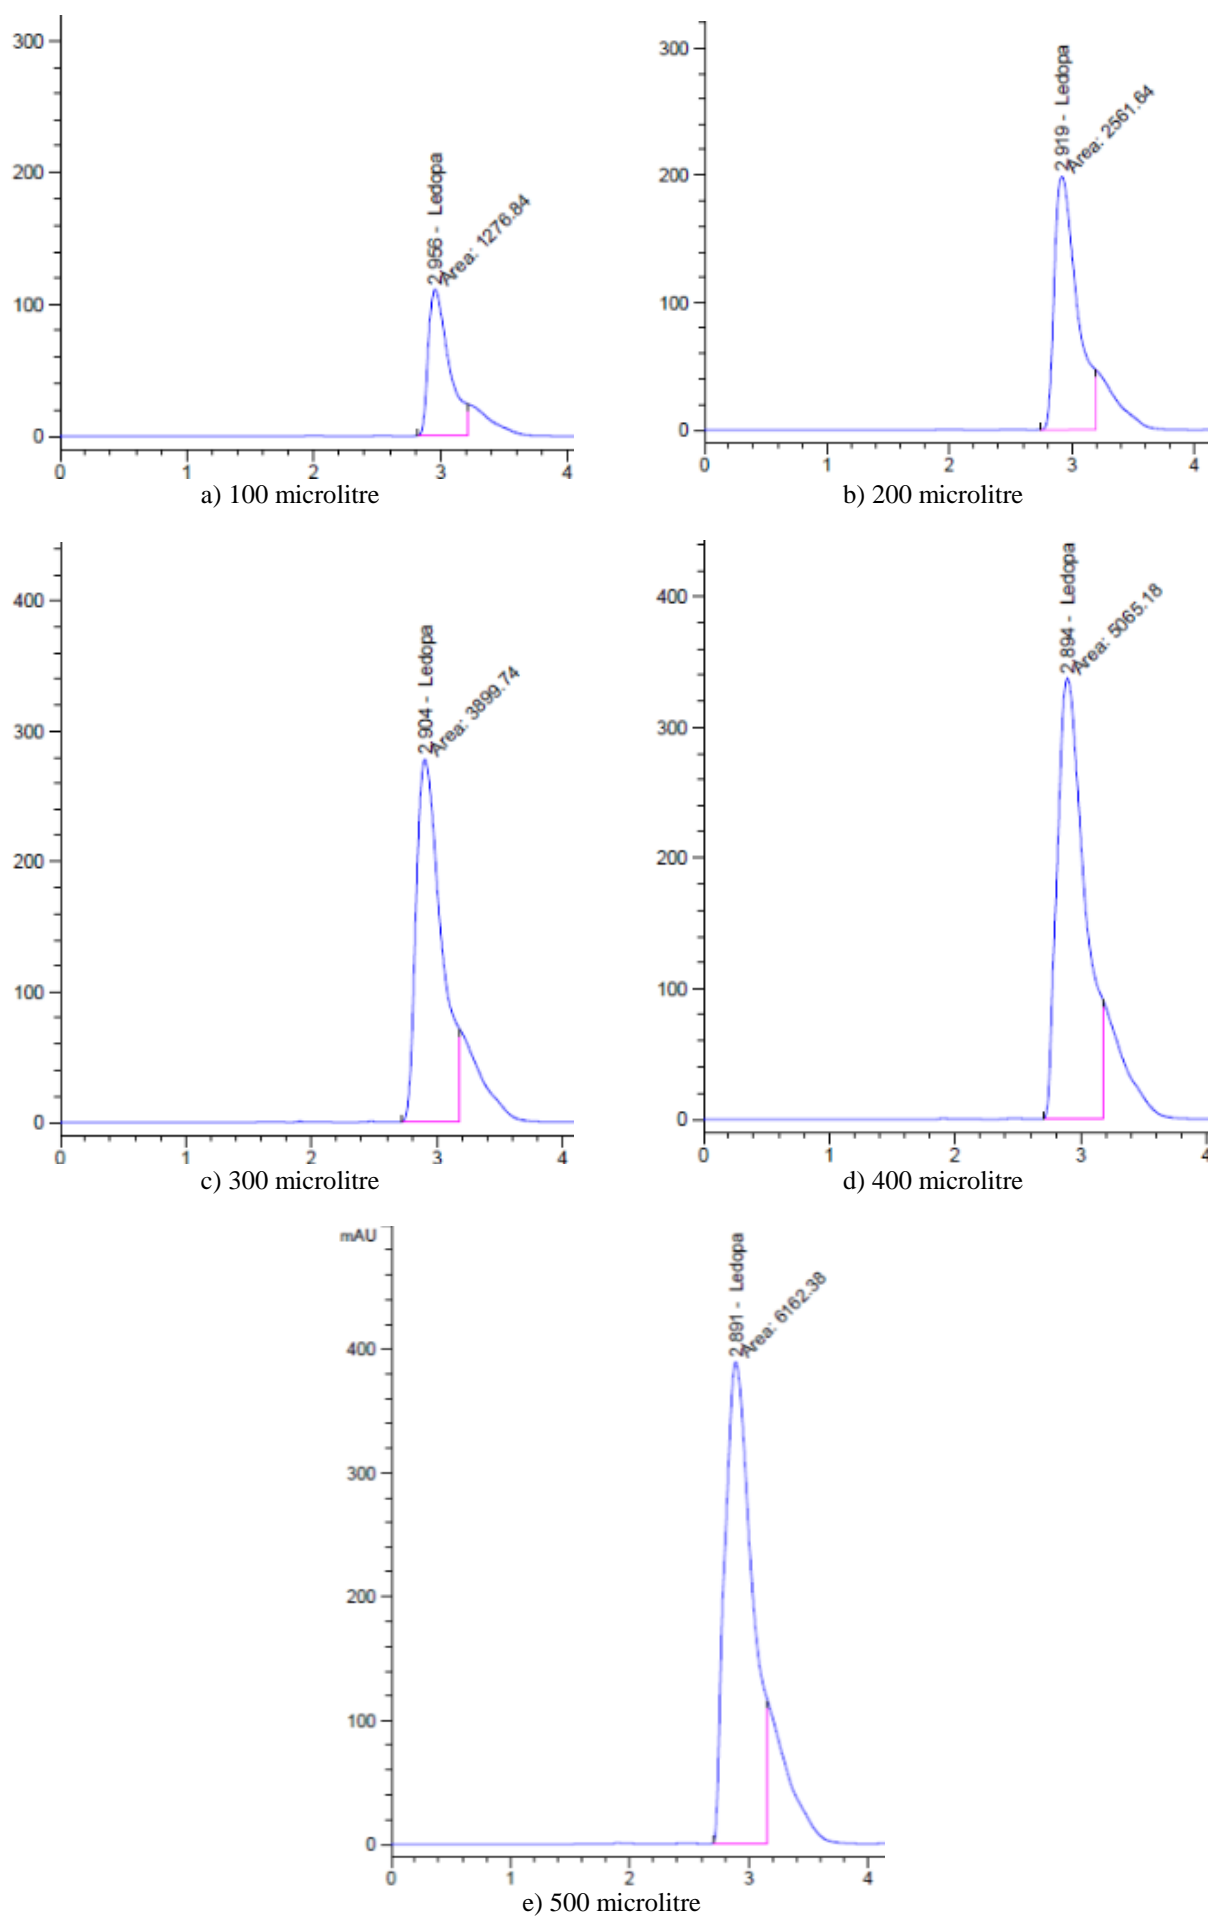 300
200
100
0
0 1 2 3 4
2.956 - Ledopa
Area: 1276.84
a) 100 microlitre
300
200
100
0
0 1 2 3 4
2.919 - Ledopa
Area: 2561.64
b) 200 microlitre
400
300
200
100
0
0 1 2 3 4
2.904 - Ledopa
Area: 3899.74
c) 300 microlitre
400
300
200
100
0
0 1 2 3 4
2.894 - Ledopa
Area: 5065.18
d) 400 microlitre
mAU
400
300
200
100
0
0 1 2 3 4
2.891 - Ledopa
Area: 6162.38
e) 500 microlitre